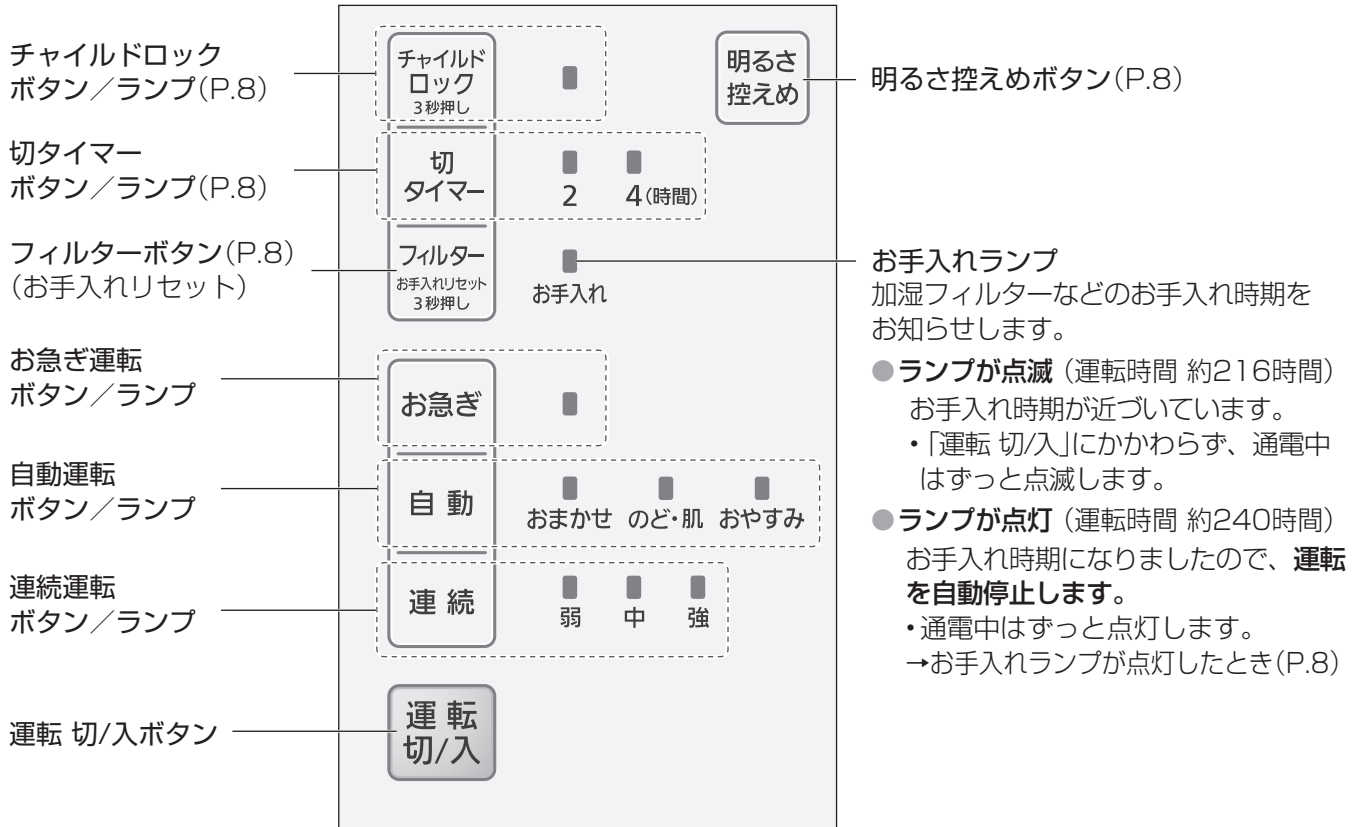 チャイルドロック
ボタン／ランプ(P.8)
切タイマー
ボタン／ランプ(P.8)
フィルターボタン(P.8)
(お手入れリセット)
お急ぎ運転
ボタン／ランプ
自動運転
ボタン／ランプ
連続運転
ボタン／ランプ
運転 切/入ボタン
チャイルド
ロック
3秒押し
明るさ
控えめ
切
タイマー
2 4(時間)
フィルター
お手入れリセット
3秒押し
お手入れ
お急ぎ
自動
おまかせ のど・肌 おやすみ
連続
弱 中 強
運転
切/入
明るさ控えめボタン(P.8)
お手入れランプ
加湿フィルターなどのお手入れ時期を
お知らせします。
●ランプが点滅(運転時間 約216時間)
お手入れ時期が近づいています。
・「運転 切/入」にかかわらず、通電中
はずっと点滅します。
●ランプが点灯(運転時間 約240時間)
お手入れ時期になりましたので、運転
を自動停止します。
・通電中はずっと点灯します。
→お手入れランプが点灯したとき(P.8)